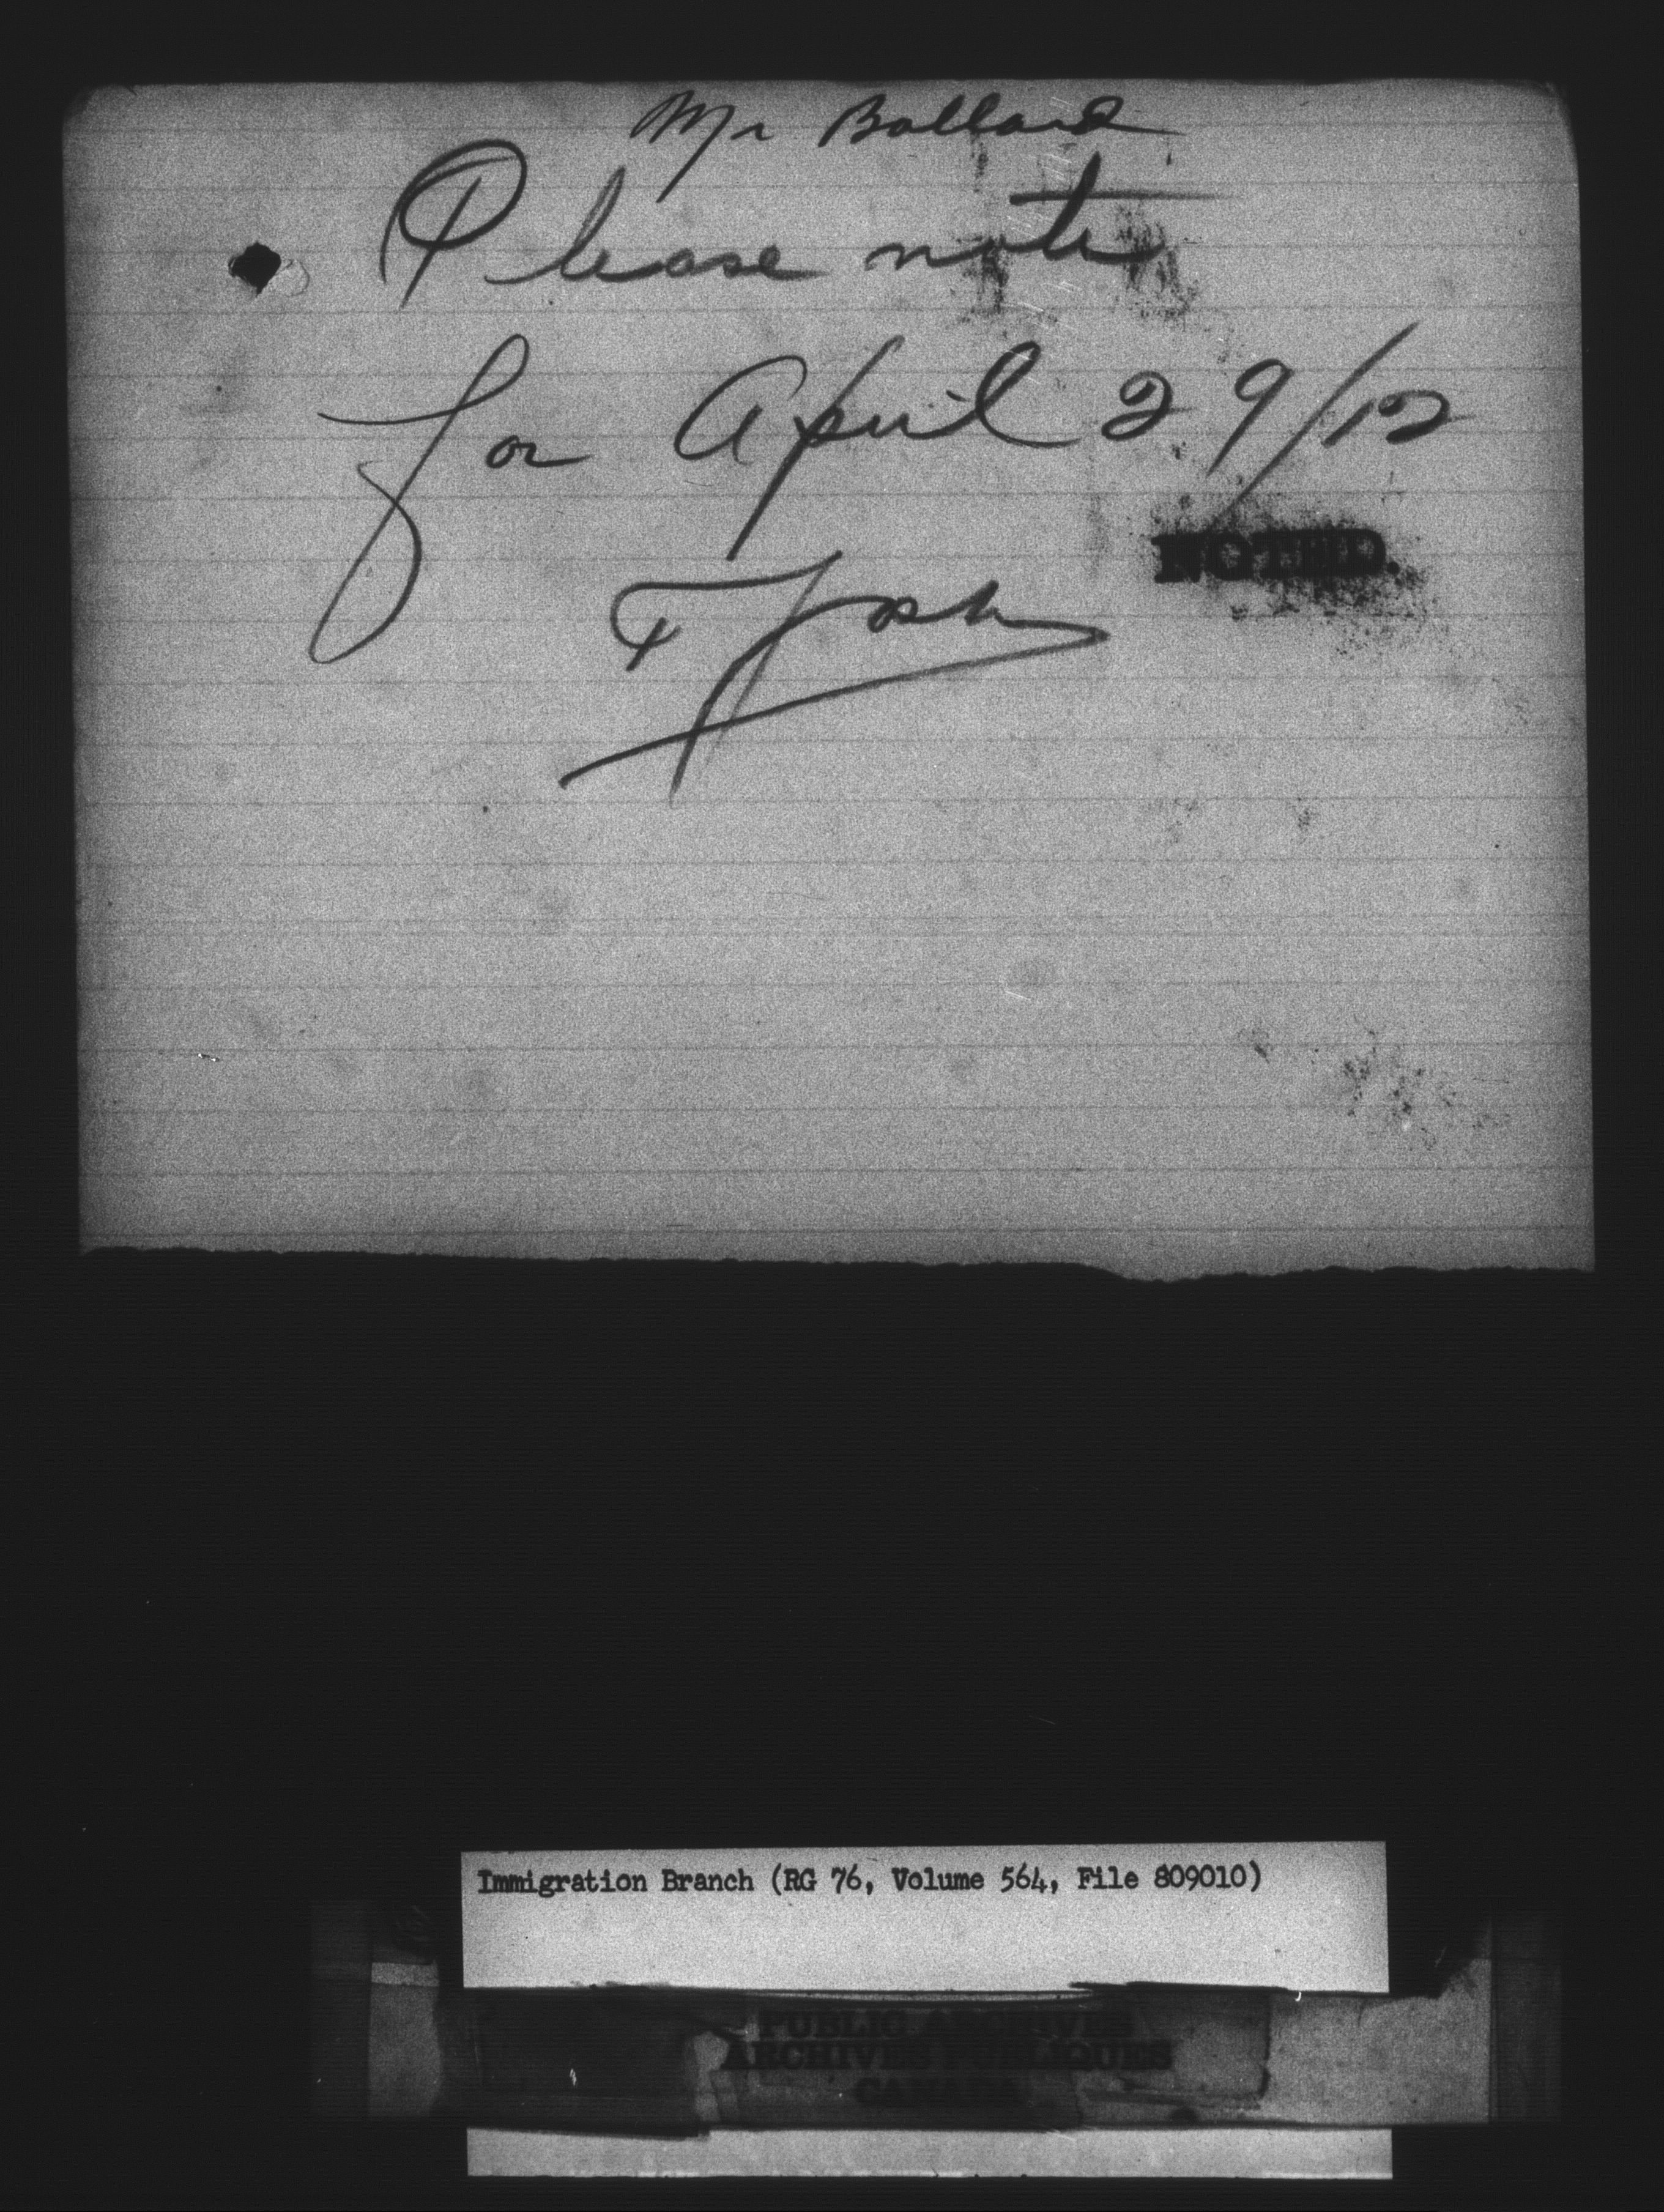 Mr Ballard
Please note
for April 29/12
NOTED.
Immigration Branch (RG 76, Volume 564, File 809010)
PUBLIC ARCHIVES
ARCHIVES PUBLIQUES
CANADA